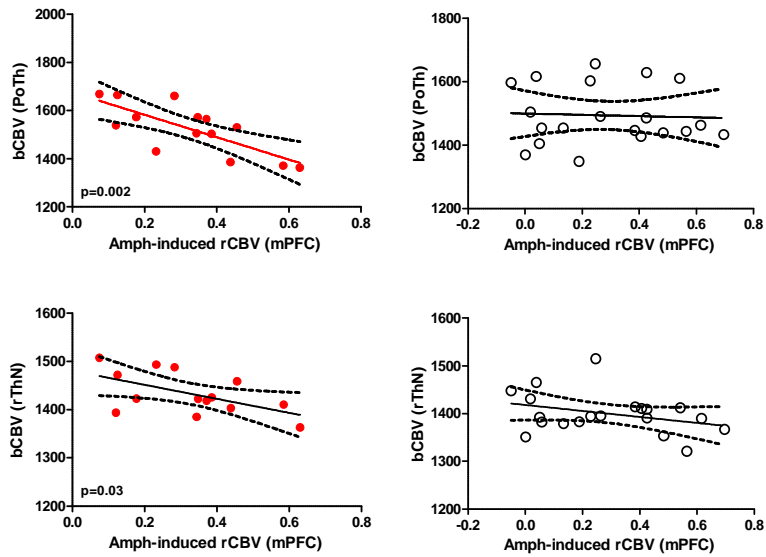 2000
1800
1600
1400
1200
bCBV (PoTh)
p=0.002
0.0 0.2 0.4 0.6 0.8
Amph-induced rCBV (mPFC)
1800
1600
1400
1200
bCBV (PoTh)
-0.2 0.0 0.2 0.4 0.6 0.8
Amph-induced rCBV (mPFC)
1600
1500
1400
1300
1200
bCBV (rThN)
p=0.03
0.0 0.2 0.4 0.6 0.8
Amph-induced rCBV (mPFC)
1600
1500
1400
1300
1200
bCBV (rThN)
-0.2 0.0 0.2 0.4 0.6 0.8
Amph-induced rCBV (mPFC)